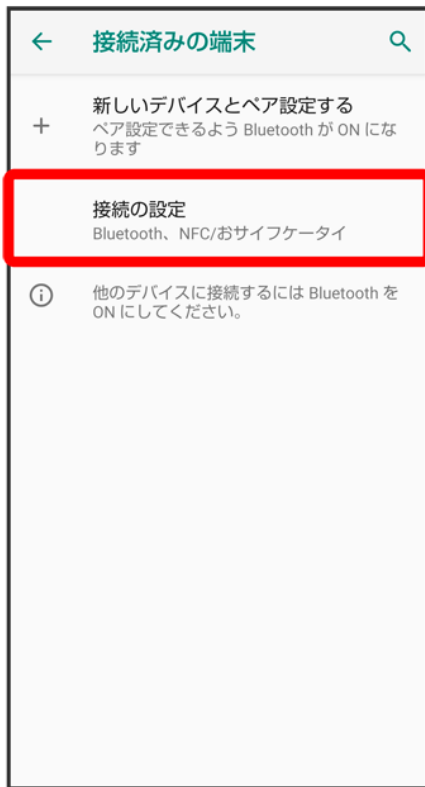 接続済みの端末
新しいデバイスとペア設定する
ペア設定できるよう Bluetooth が ON にな
ります
接続の設定
Bluetooth、NFC/おサイフケータイ
他のデバイスに接続するには Bluetooth を
ON にしてください。